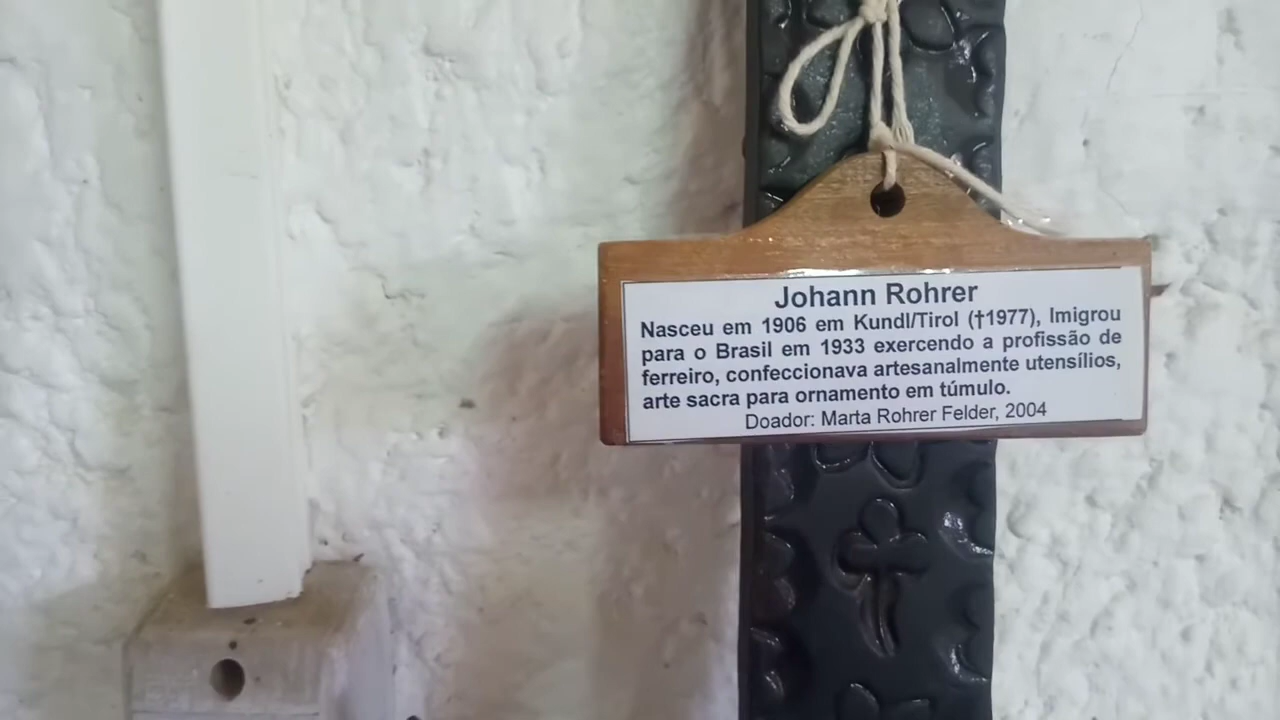 Johann Rohrer
Nasceu em 1906 em Kundl/Tirol (†1977), Imigrou
para o Brasil em 1933 exercendo a profissão de
ferreiro, confeccionava artesanalmente utensílios,
arte sacra para ornamento em túmulo.
Doador: Marta Rohrer Felder, 2004